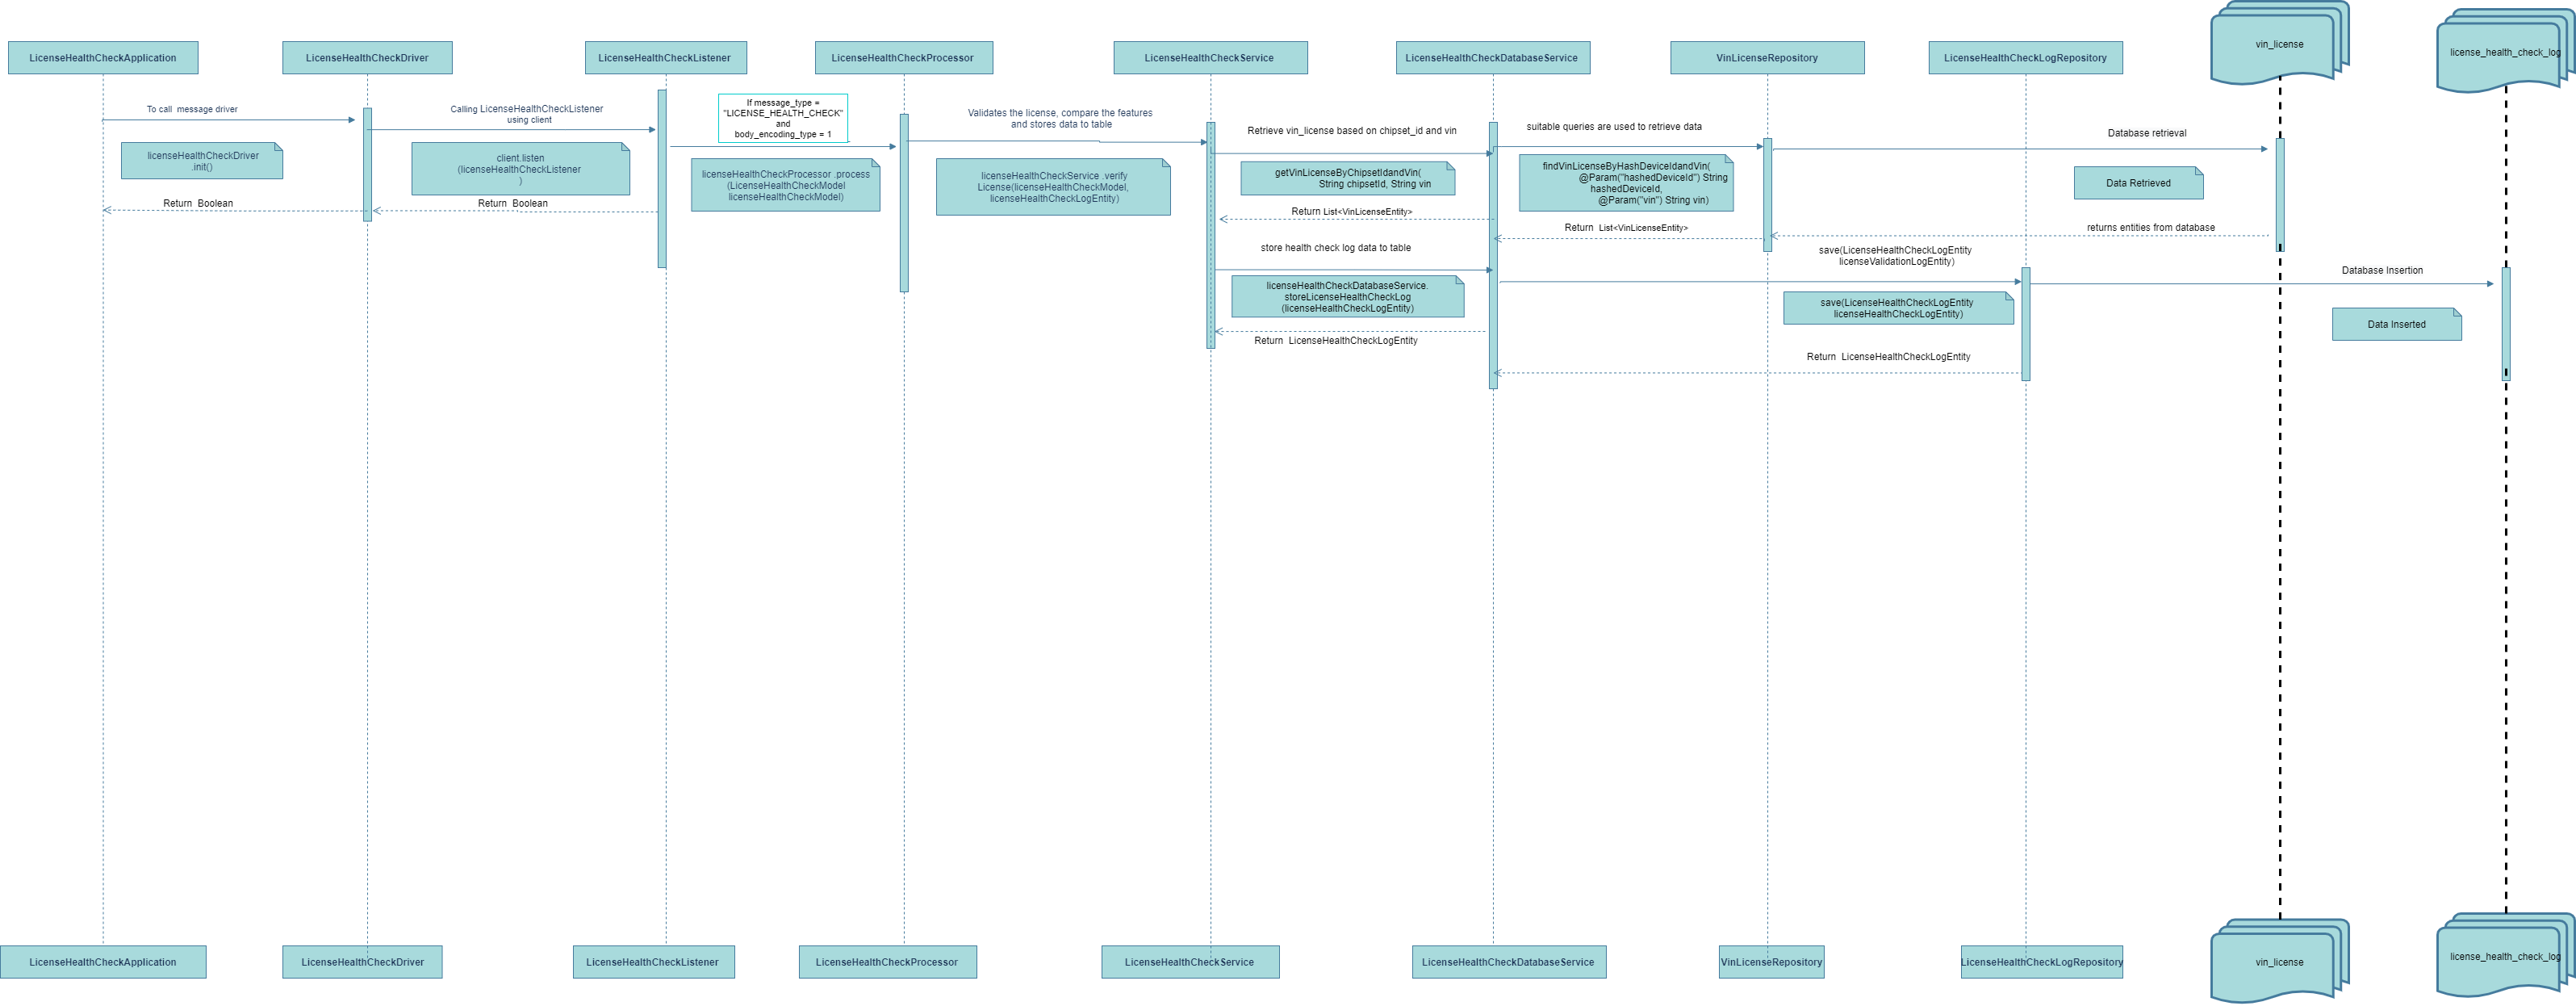 LicenseHealthCheckApplication
LicenseHealthCheckDriver
LicenseHealthCheckListener
LicenseHealthCheckProcessor
LicenseHealthCheckService
LicenseHealthCheckDatabaseService
VinLicenseRepository
LicenseHealthCheckLogRepository
vin_license
license_health_check_log
To call  message driver
licenseHealthCheckDriver
.init()
Return  Boolean
Calling LicenseHealthCheckListener
using client
client.listen
(licenseHealthCheckListener
)
Return  Boolean
If message_type =
"LICENSE_HEALTH_CHECK"
and
body_encoding_type = 1
licenseHealthCheckProcessor .process
(LicenseHealthCheckModel
licenseHealthCheckModel)
Validates the license, compare the features
and stores data to table
licenseHealthCheckService .verify
License(licenseHealthCheckModel,
licenseHealthCheckLogEntity)
Retrieve vin_license based on chipset_id and vin
getVinLicenseByChipsetIdandVin(
String chipsetId, String vin
Return List<VinLicenseEntity>
store health check log data to table
licenseHealthCheckDatabaseService.
storeLicenseHealthCheckLog
(licenseHealthCheckLogEntity)
Return  LicenseHealthCheckLogEntity
suitable queries are used to retrieve data
findVinLicenseByHashDeviceIdandVin(
@Param("hashedDeviceId") String
hashedDeviceId,
@Param("vin") String vin)
Return  List<VinLicenseEntity>
save(LicenseHealthCheckLogEntity
licenseValidationLogEntity)
save(LicenseHealthCheckLogEntity
licenseHealthCheckLogEntity)
Return  LicenseHealthCheckLogEntity
Database retrieval
Data Retrieved
returns entities from database
Database Insertion
Data Inserted
LicenseHealthCheckApplication
LicenseHealthCheckDriver
LicenseHealthCheckListener
LicenseHealthCheckProcessor
LicenseHealthCheckService
LicenseHealthCheckDatabaseService
VinLicenseRepository
LicenseHealthCheckLogRepository
vin_license
license_health_check_log